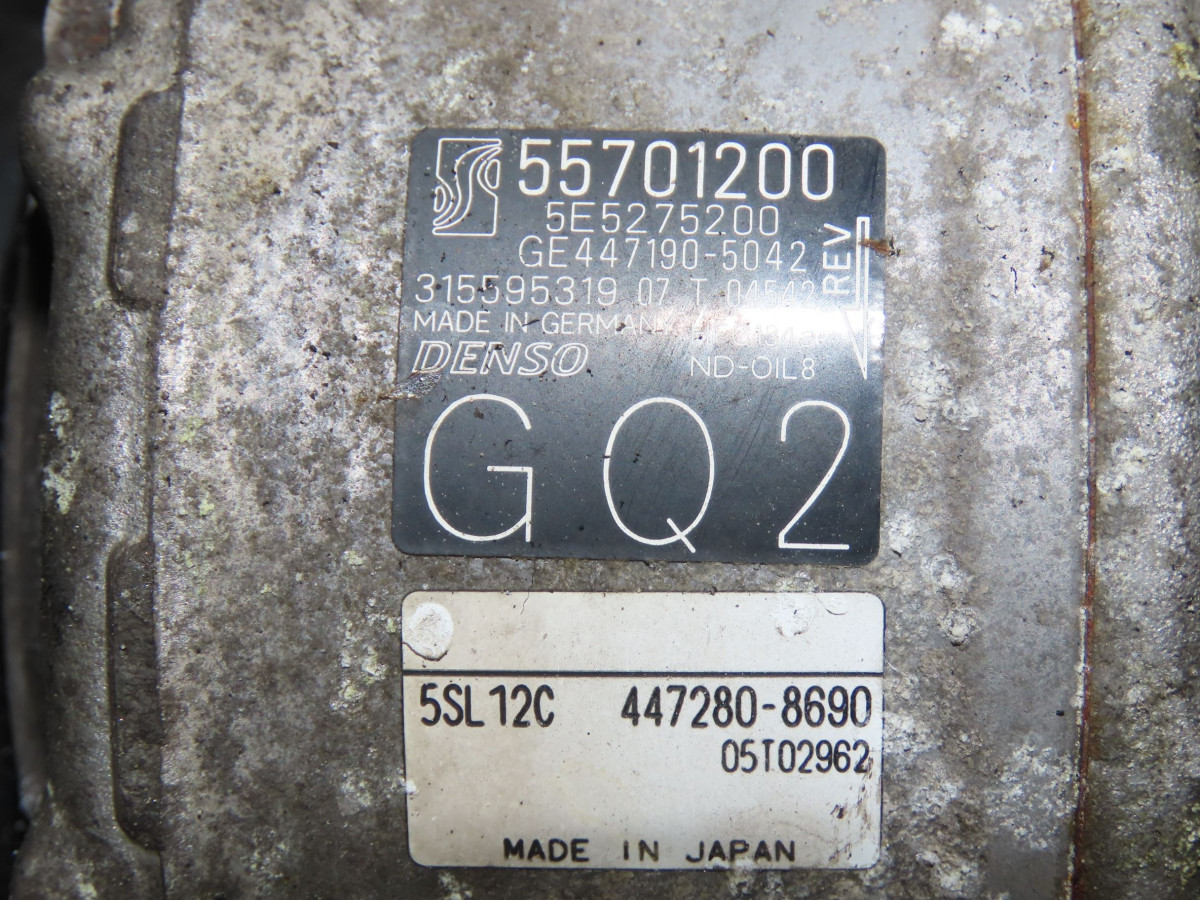 55701200
5E5275200
GE447190-5042
REV
315595319 07 T 04542
MADE IN GERMANY
DENSO
ND-OIL8
GQ2
5SL12C 447280-8690
05T02962
MADE IN JAPAN